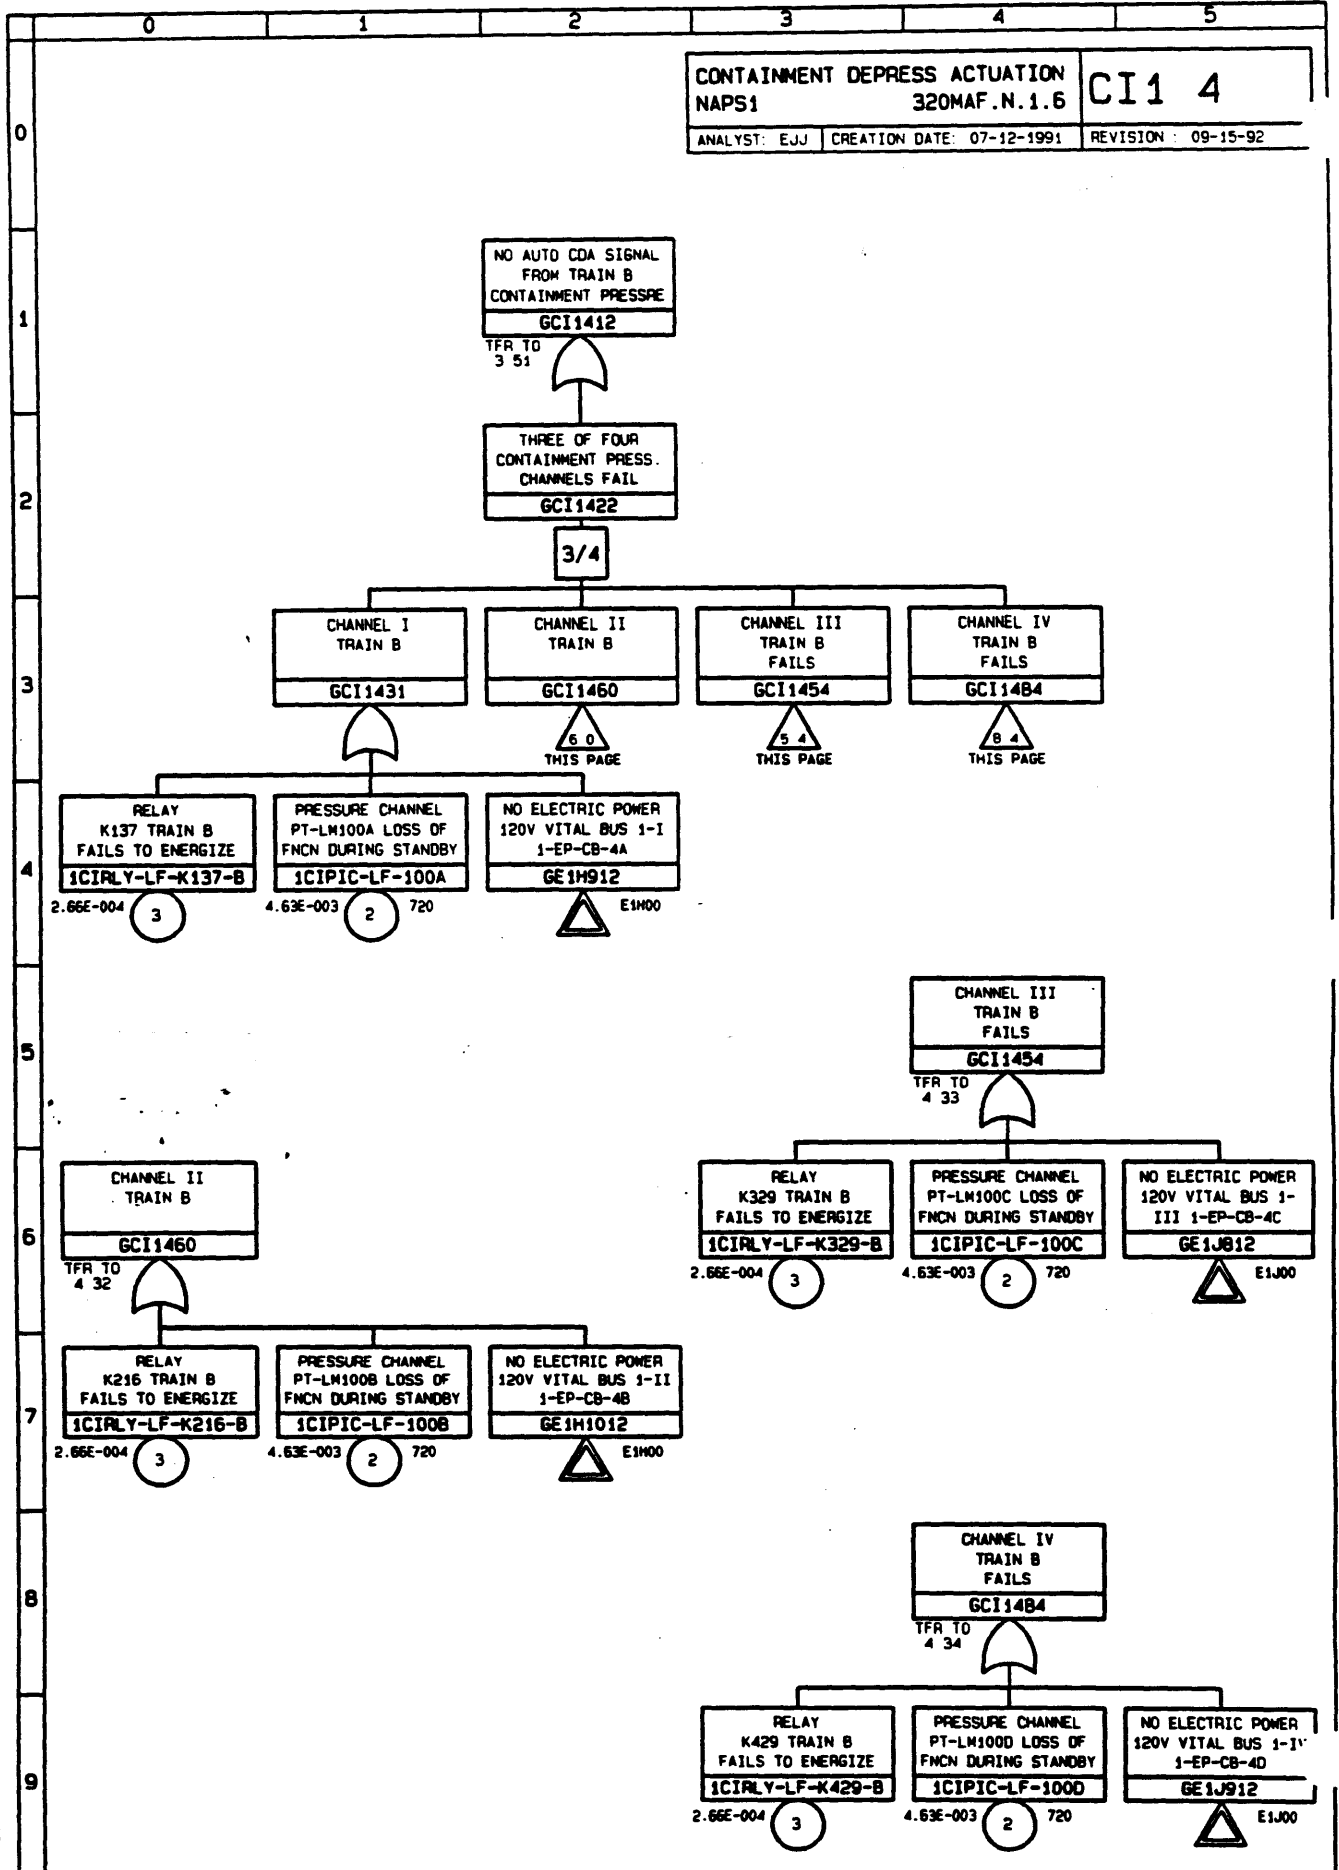 0 1 2 3 4 5
CONTAINMENT DEPRESS ACTUATION
NAPS1 320MAF.N.1.6
CI1 4
ANALYST: EJJ CREATION DATE: 07-12-1991 REVISION : 09-15-92
0
NO AUTO CDA SIGNAL
FROM TRAIN B
CONTAINMENT PRESSRE
GCI1412
1
TFR TO
3 51
THREE OF FOUR
CONTAINMENT PRESS.
CHANNELS FAIL
GCI1422
2
3/4
CHANNEL I
TRAIN B
GCI1431
CHANNEL II
TRAIN B
GCI1460
CHANNEL III
TRAIN B
FAILS
GCI1454
CHANNEL IV
TRAIN B
FAILS
GCI1484
3
6 0
THIS PAGE
5 4
THIS PAGE
8 4
THIS PAGE
RELAY
K137 TRAIN B
FAILS TO ENERGIZE
1CIRLY-LF-K137-B
2.66E-004
3
PRESSURE CHANNEL
PT-LM100A LOSS OF
FNCN DURING STANDBY
1CIPIC-LF-100A
4.63E-003
2
720
NO ELECTRIC POWER
120V VITAL BUS 1-I
1-EP-CB-4A
GE1H912
E1H00
4
CHANNEL III
TRAIN B
FAILS
GCI1454
TFR TO
4 33
5
CHANNEL II
TRAIN B
GCI1460
TFR TO
4 32
RELAY
K329 TRAIN B
FAILS TO ENERGIZE
1CIRLY-LF-K329-B
2.66E-004
3
PRESSURE CHANNEL
PT-LM100C LOSS OF
FNCN DURING STANDBY
1CIPIC-LF-100C
4.63E-003
2
720
NO ELECTRIC POWER
120V VITAL BUS 1-
III 1-EP-CB-4C
GE1J812
E1J00
6
RELAY
K216 TRAIN B
FAILS TO ENERGIZE
1CIRLY-LF-K216-B
2.66E-004
3
PRESSURE CHANNEL
PT-LM100B LOSS OF
FNCN DURING STANDBY
1CIPIC-LF-100B
4.63E-003
2
720
NO ELECTRIC POWER
120V VITAL BUS 1-II
1-EP-CB-4B
GE1H1012
E1H00
7
CHANNEL IV
TRAIN B
FAILS
GCI1484
TFR TO
4 34
8
RELAY
K429 TRAIN B
FAILS TO ENERGIZE
1CIRLY-LF-K429-B
2.66E-004
3
PRESSURE CHANNEL
PT-LM100D LOSS OF
FNCN DURING STANDBY
1CIPIC-LF-100D
4.63E-003
2
720
NO ELECTRIC POWER
120V VITAL BUS 1-IV
1-EP-CB-4D
GE1J912
E1J00
9